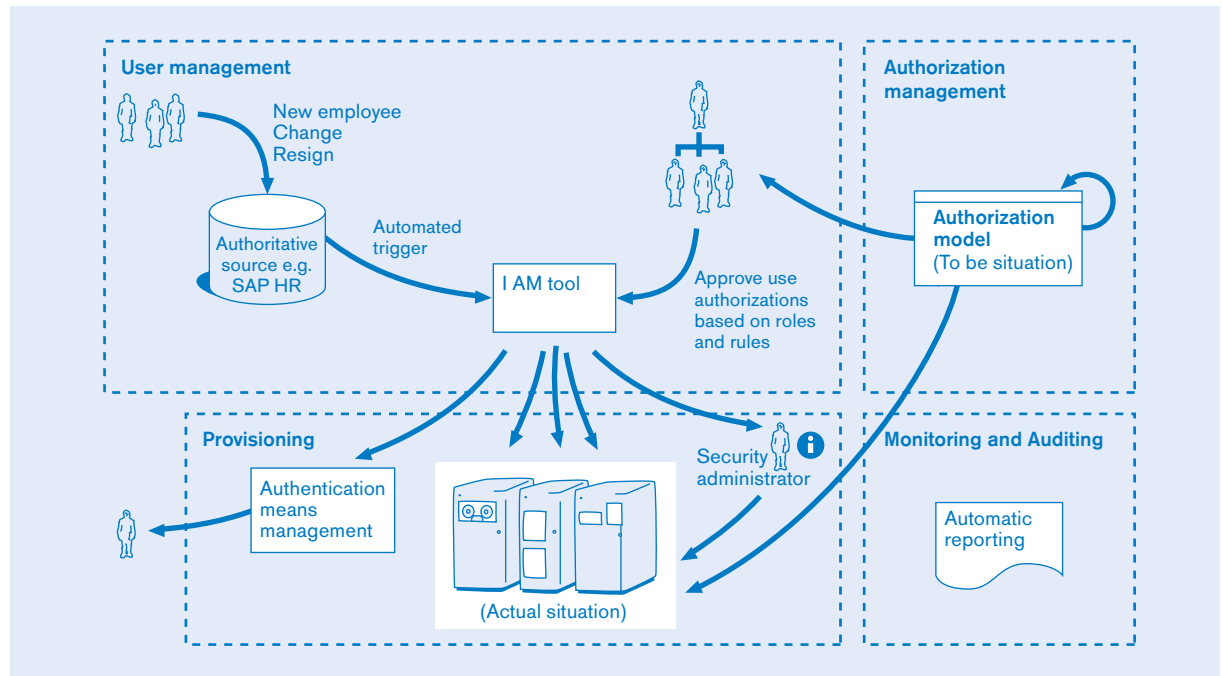 User management
New employee
Change
Resign
Authoritative
source e.g.
SAP HR
Automated
trigger
I AM tool
Approve use
authorizations
based on roles
and rules
Authorization
management
Authorization
model
(To be situation)
Provisioning
Authentication
means
management
(Actual situation)
Security
administrator
i
Monitoring and Auditing
Automatic
reporting